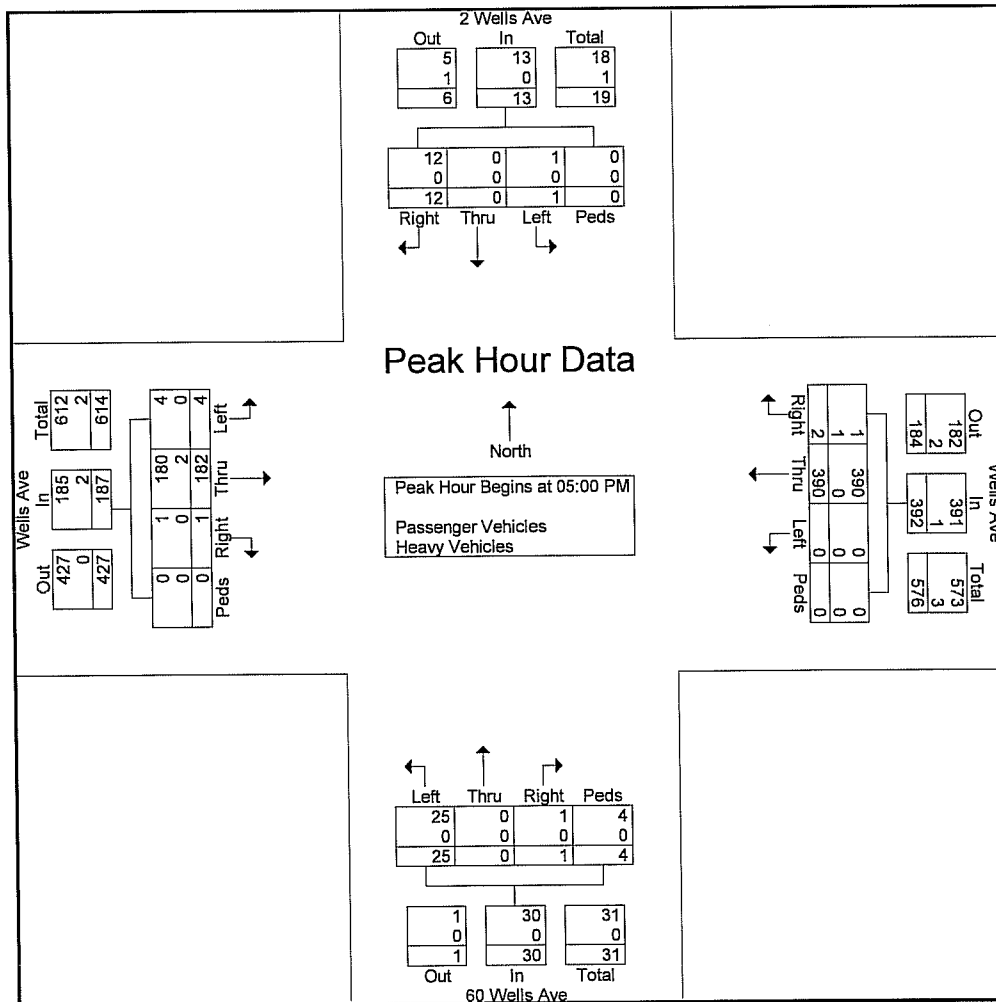 2 Wells Ave
Out In Total
5 13 18
1 0 1
6 13 19
12 0 1 0
0 0 0 0
12 0 1 0
Right Thru Left Peds
Peak Hour Data
North
Peak Hour Begins at 05:00 PM
Passenger Vehicles
Heavy Vehicles
Wells Ave
Out In Total
427 185 612
0 2 2
427 187 614
Peds Right Thru Left
0 1 180 4
0 0 2 0
0 1 182 4
Wells Ave
Out In Total
182 391 573
2 1 3
184 392 576
1 390 0 0
1 0 0 0
2 390 0 0
Right Thru Left Peds
Left Thru Right Peds
25 0 1 4
0 0 0 0
25 0 1 4
1 30 31
0 0 0
1 30 31
Out In Total
60 Wells Ave